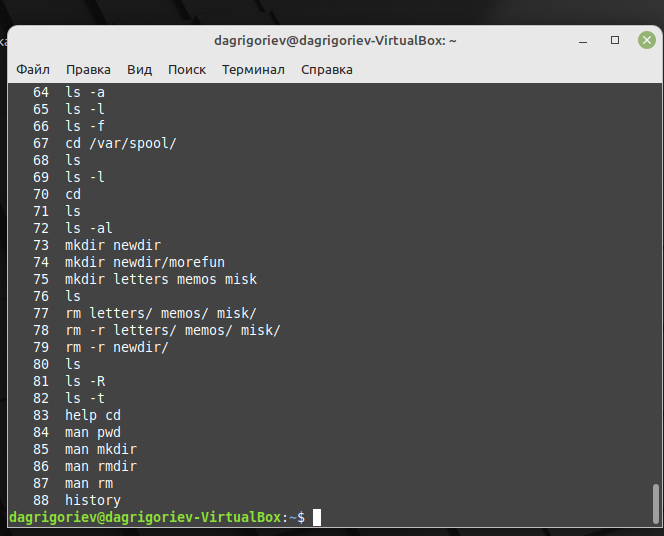 ка
dagrigoriev@dagrigoriev-VirtualBox: ~
Файл Правка Вид Поиск Терминал Справка
64 ls -a
65 ls -l
66 ls -f
67 cd /var/spool/
68 ls
69 ls -l
70 cd
71 ls
72 ls -al
73 mkdir newdir
74 mkdir newdir/morefun
75 mkdir letters memos misk
76 ls
77 rm letters/ memos/ misk/
78 rm -r letters/ memos/ misk/
79 rm -r newdir/
80 ls
81 ls -R
82 ls -t
83 help cd
84 man pwd
85 man mkdir
86 man rmdir
87 man rm
88 history
dagrigoriev@dagrigoriev-VirtualBox:~$